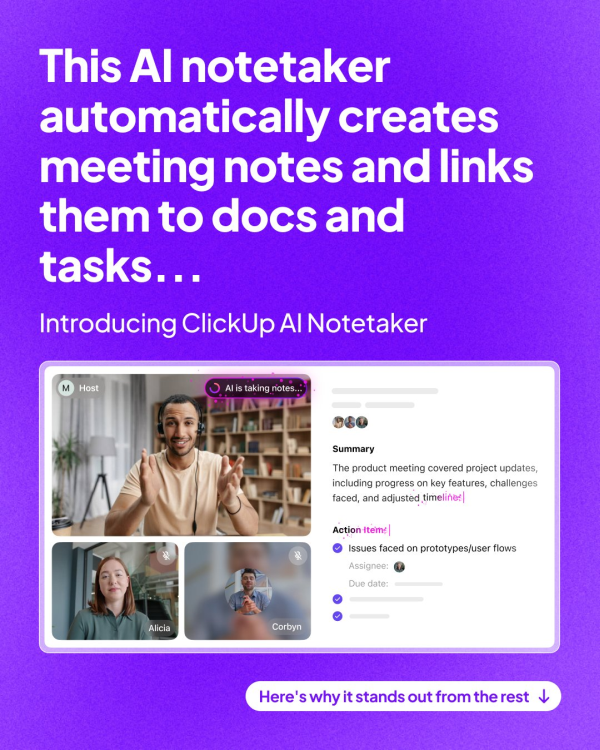 This AI notetaker
automatically creates
meeting notes and links
them to docs and
tasks...
Introducing ClickUp AI Notetaker
M Host
AI is taking notes...
Alicia
Corbyn
Summary
The product meeting covered project updates,
including progress on key features, challenges
faced, and adjusted timeline!
Action Item!
Issues faced on prototypes/user flows
Assignee:
Due date:
Here's why it stands out from the rest ↓